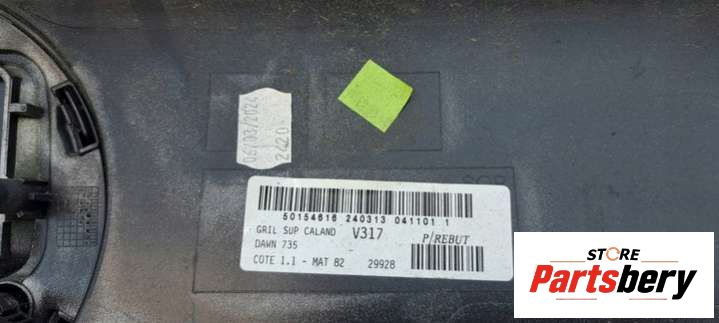 06/03/2024
2420
50154616 240313 041101 1
GRIL SUP CALAND V317 P/REBUT
DAWN 735
COTE 1.1 - MAT B2 29928
STORE
Partsbery